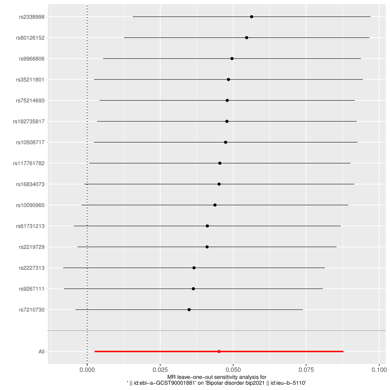 rs2338998
rs80126152
rs9966806
rs35211801
rs75214693
rs182735817
rs10508717
rs117761782
rs16834073
rs10090960
rs61731213
rs2219729
rs2227313
rs9267111
rs7210730
All
0.000
0.025
0.050
0.075
0.100
MR leave-one-out sensitivity analysis for
' || id:ebi-a-GCST90001881' on 'Bipolar disorder bip2021 || id:ieu-b-5110'